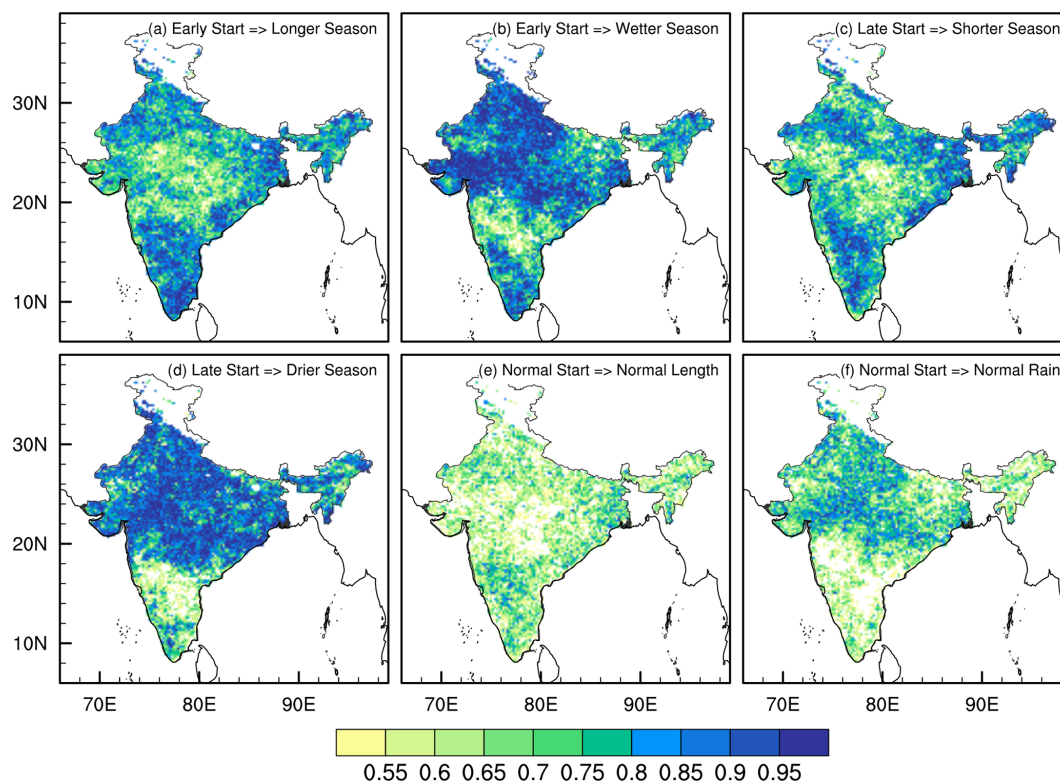 (a) Early Start => Longer Season
(b) Early Start => Wetter Season
(c) Late Start => Shorter Season
30N
20N
10N
(d) Late Start => Drier Season
(e) Normal Start => Normal Length
(f) Normal Start => Normal Rain
30N
20N
10N
70E 80E 90E 70E 80E 90E 70E 80E 90E
0.55 0.6 0.65 0.7 0.75 0.8 0.85 0.9 0.95